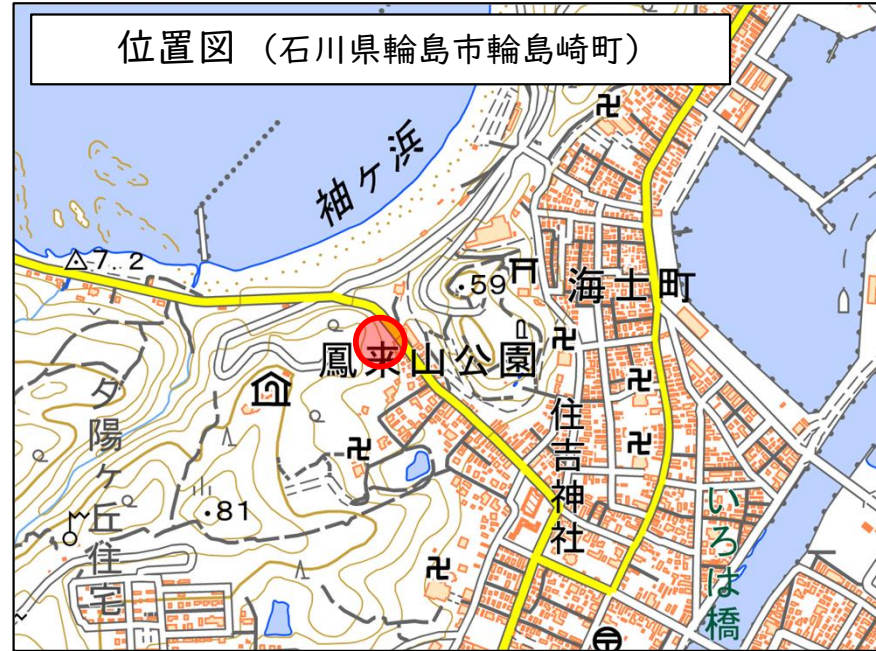 位置図 (石川県輪島市輪島崎町)
袖ヶ浜
7.2
59
海士町
鳳来山公園
住吉神社
夕陽ヶ丘住宅
81
いろは橋